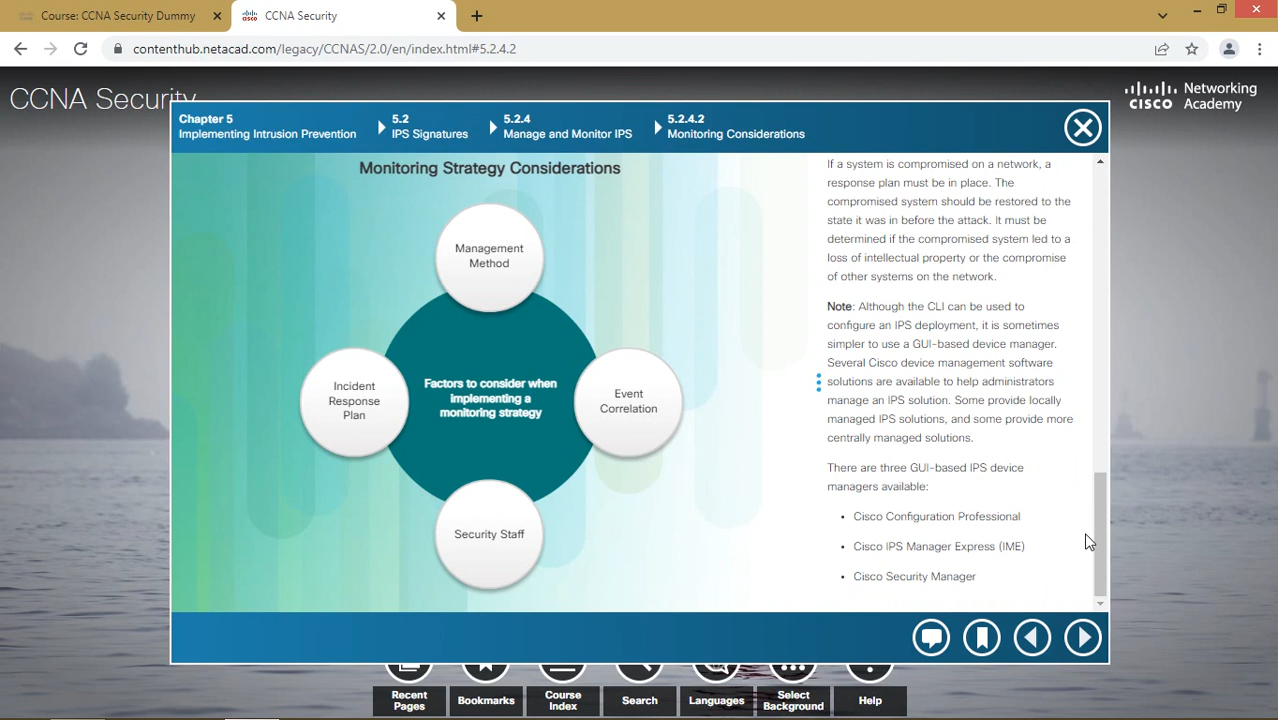 Course: CCNA Security Dummy
CCNA Security
contenthub.netacad.com/legacy/CCNAS/2.0/en/index.html#5.2.4.2
CCNA Security
Networking
CISCO Academy
Chapter 5
Implementing Intrusion Prevention
5.2
IPS Signatures
5.2.4
Manage and Monitor IPS
5.2.4.2
Monitoring Considerations
Monitoring Strategy Considerations
Management
Method
Incident
Response
Plan
Factors to consider when
implementing a
monitoring strategy
Event
Correlation
Security Staff
If a system is compromised on a network, a
response plan must be in place. The
compromised system should be restored to the
state it was in before the attack. It must be
determined if the compromised system led to a
loss of intellectual property or the compromise
of other systems on the network.
Note: Although the CLI can be used to
configure an IPS deployment, it is sometimes
simpler to use a GUI-based device manager.
Several Cisco device management software
solutions are available to help administrators
manage an IPS solution. Some provide locally
managed IPS solutions, and some provide more
centrally managed solutions.
There are three GUI-based IPS device
managers available:
• Cisco Configuration Professional
• Cisco IPS Manager Express (IME)
• Cisco Security Manager
Recent
Pages
Bookmarks
Course
Index
Search
Languages
Select
Background
Help